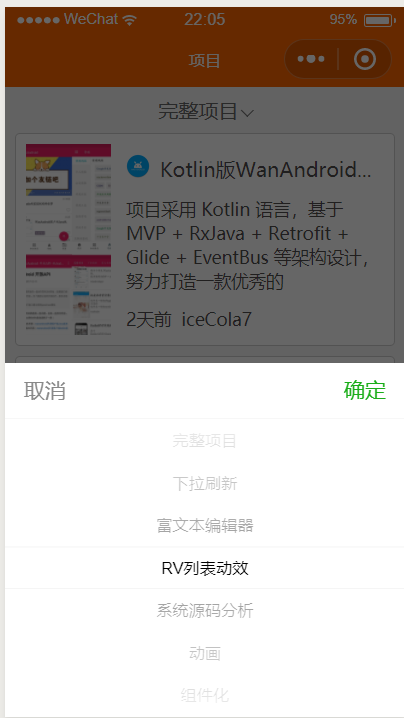 WeChat 22:05 95%
项目
完整项目
Kotlin版WanAndroid...
项目采用 Kotlin 语言，基于
MVP + RxJava + Retrofit +
Glide + EventBus 等架构设计，
努力打造一款优秀的
2天前 iceCola7
取消 确定
完整项目
下拉刷新
富文本编辑器
RV列表动效
系统源码分析
动画
组件化